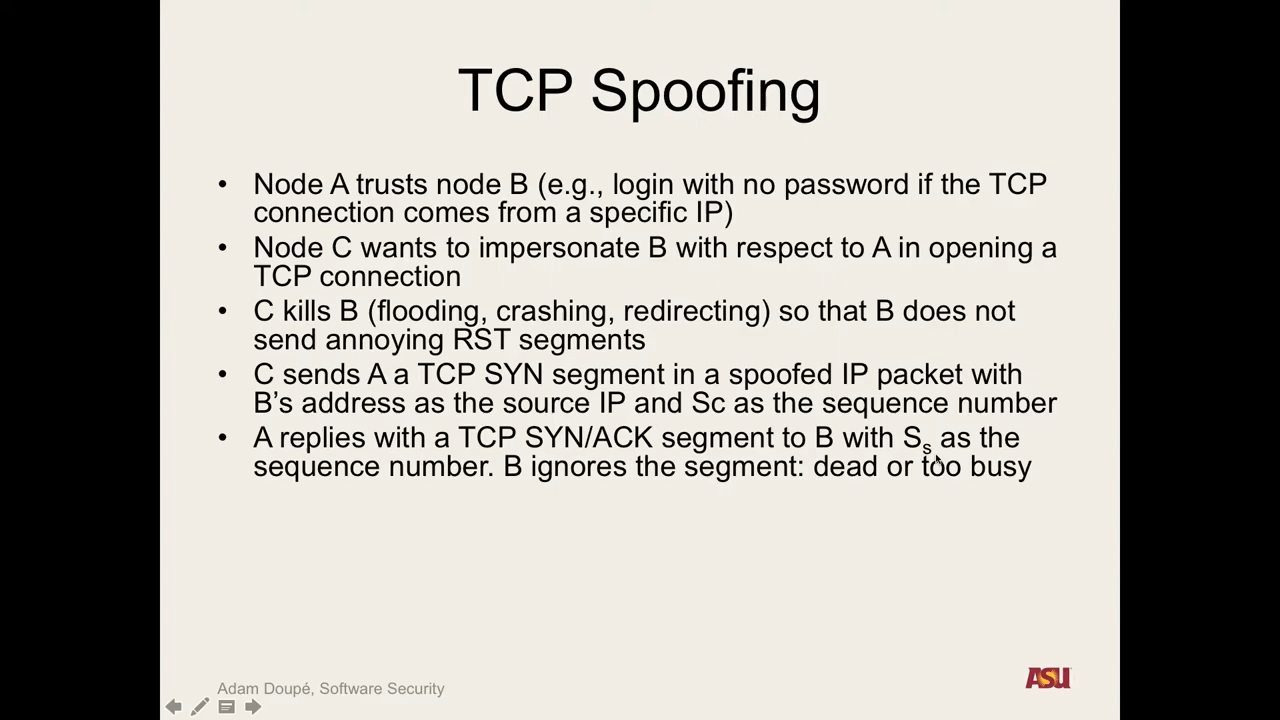 TCP Spoofing
• Node A trusts node B (e.g., login with no password if the TCP
connection comes from a specific IP)
• Node C wants to impersonate B with respect to A in opening a
TCP connection
• C kills B (flooding, crashing, redirecting) so that B does not
send annoying RST segments
• C sends A a TCP SYN segment in a spoofed IP packet with
B’s address as the source IP and Sc as the sequence number
• A replies with a TCP SYN/ACK segment to B with Ss as the
sequence number. B ignores the segment: dead or too busy
Adam Doupé, Software Security
ASU